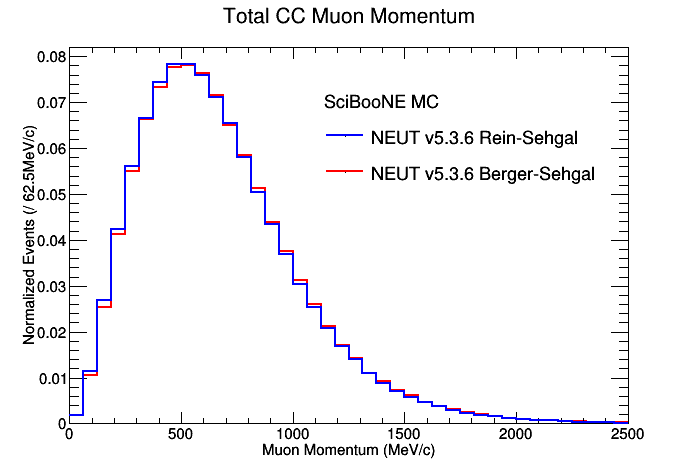 Total CC Muon Momentum
Normalized Events (/ 62.5MeV/c)
0.08
0.07
0.06
0.05
0.04
0.03
0.02
0.01
0
SciBooNE MC
NEUT v5.3.6 Rein-Sehgal
NEUT v5.3.6 Berger-Sehgal
0 500 1000 1500 2000 2500
Muon Momentum (MeV/c)